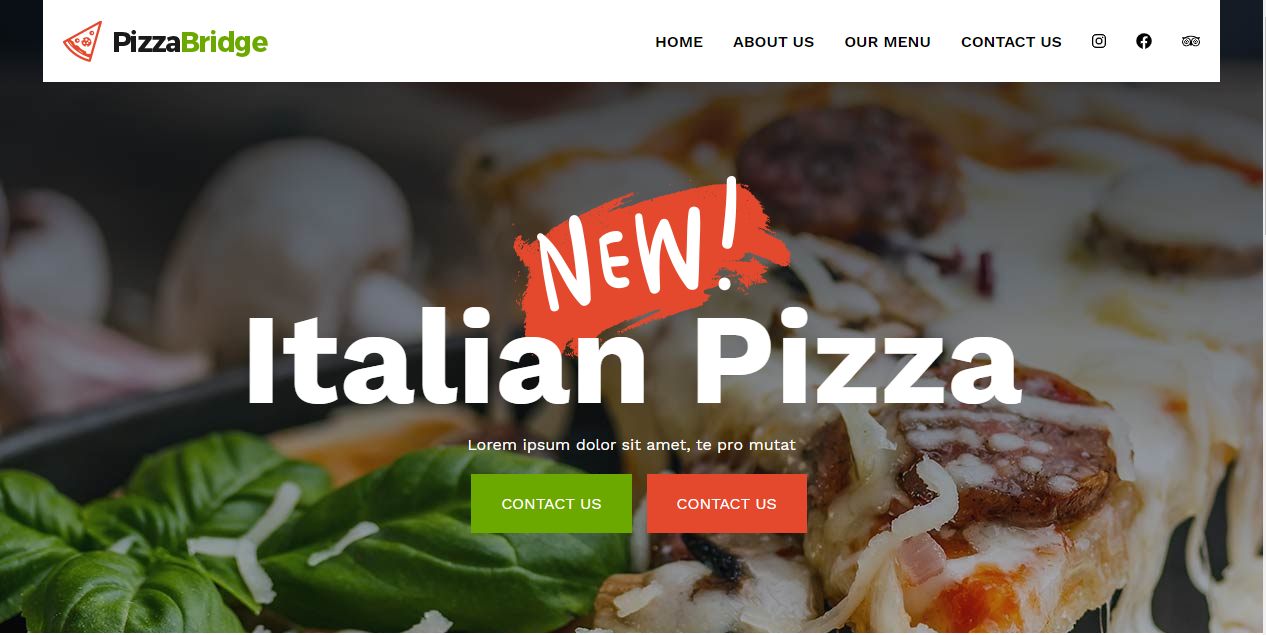 PizzaBridge
HOME ABOUT US OUR MENU CONTACT US
NEW!
Italian Pizza
Lorem ipsum dolor sit amet, te pro mutat
CONTACT US CONTACT US